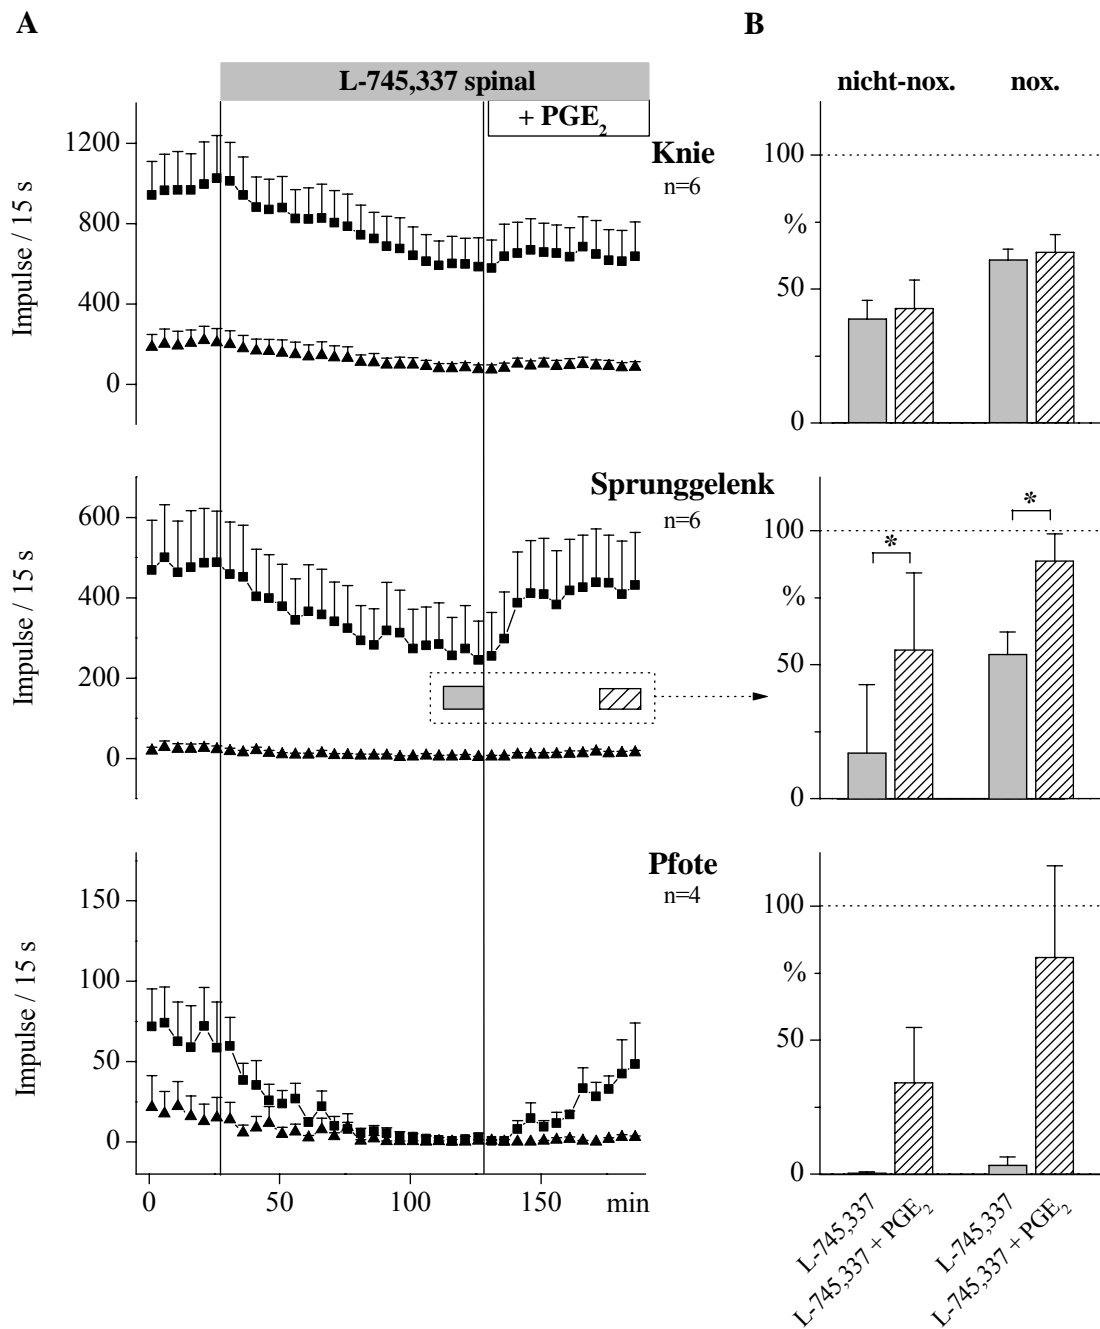 A
B
L-745,337 spinal
+ PGE₂
nicht-nox.
nox.
Knie
n=6
Impulse / 15 s
1200
800
400
0
100
%
50
0
Sprunggelenk
n=6
Impulse / 15 s
600
400
200
0
*
*
100
%
50
0
Pfote
n=4
Impulse / 15 s
150
100
50
0
0
50
100
150
min
100
%
50
0
L-745,337
L-745,337 + PGE₂
L-745,337
L-745,337 + PGE₂